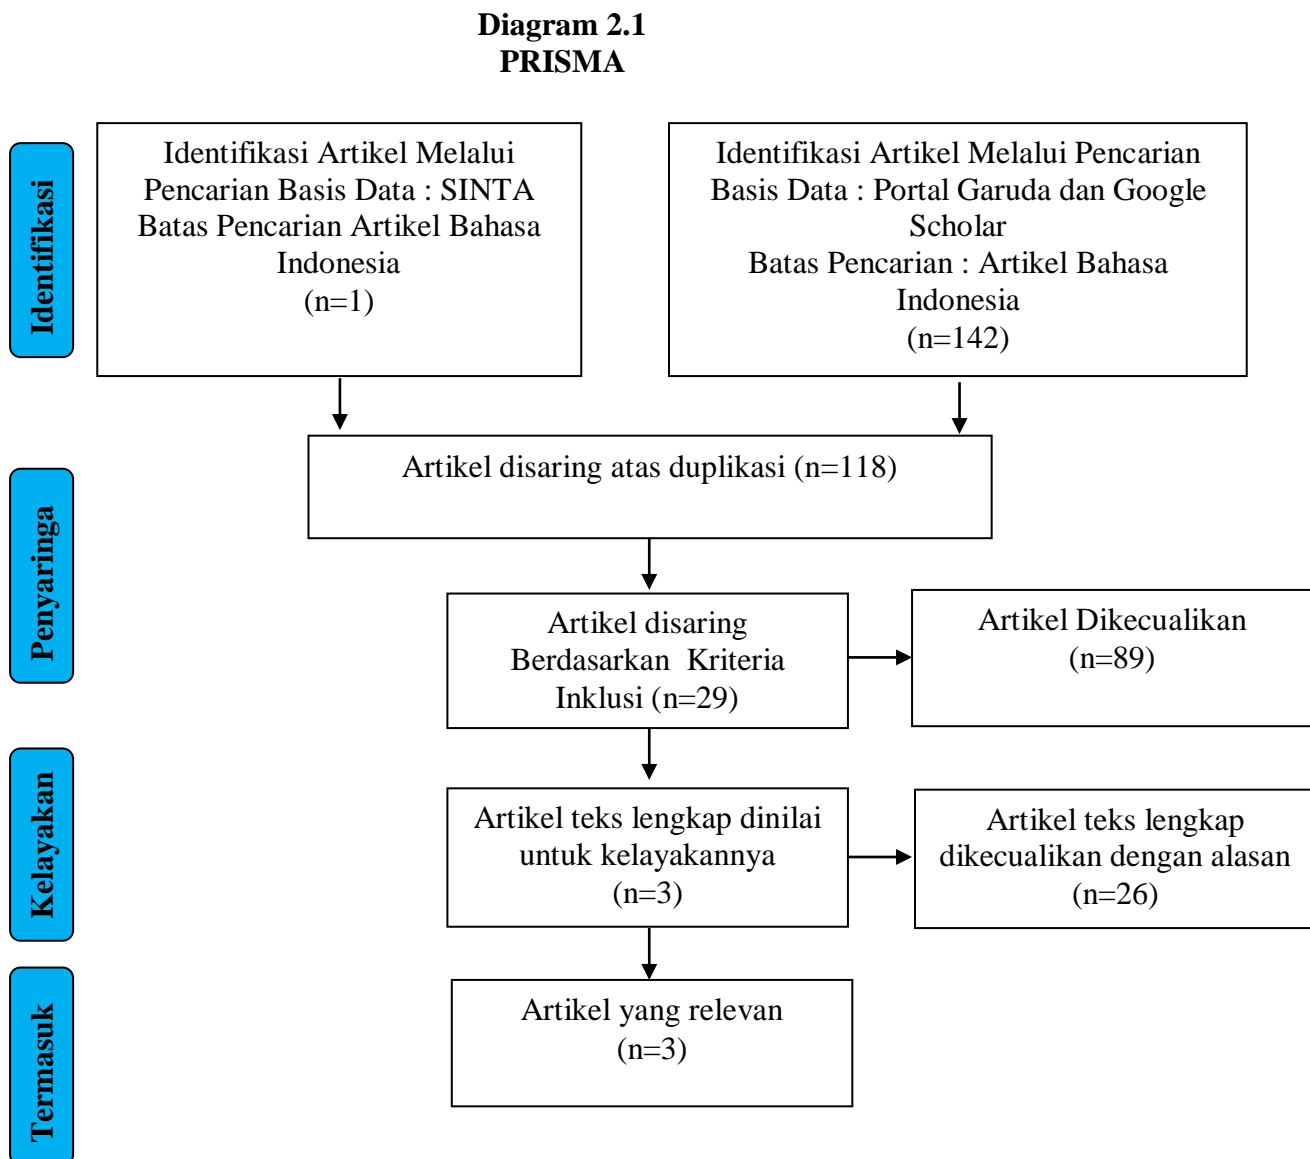 Diagram 2.1
PRISMA
Identifikasi
Identifikasi Artikel Melalui
Pencarian Basis Data : SINTA
Batas Pencarian Artikel Bahasa
Indonesia
(n=1)
Identifikasi Artikel Melalui Pencarian
Basis Data : Portal Garuda dan Google
Scholar
Batas Pencarian : Artikel Bahasa
Indonesia
(n=142)
Penyaringa
Artikel disaring atas duplikasi (n=118)
Artikel disaring
Berdasarkan Kriteria
Inklusi (n=29)
Artikel Dikecualikan
(n=89)
Kelayakan
Artikel teks lengkap dinilai
untuk kelayakannya
(n=3)
Artikel teks lengkap
dikecualikan dengan alasan
(n=26)
Termasuk
Artikel yang relevan
(n=3)